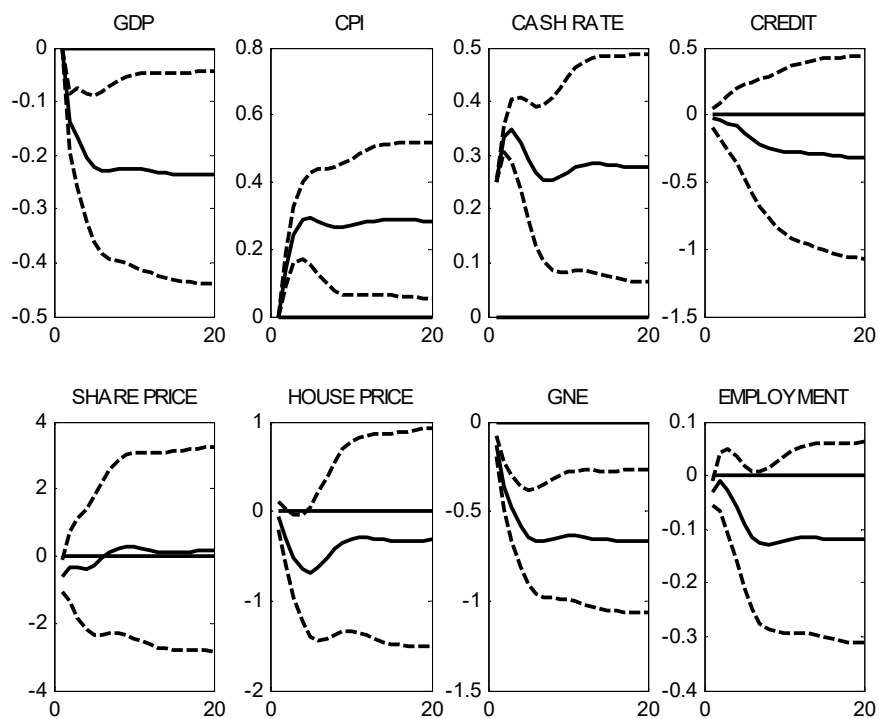 GDP CPI CASH RATE CREDIT
0 0.8 0.5 0.5
-0.1 0.4 0
0.6
-0.2 0.3
0.4 -0.5
-0.3 0.2
0.2 -1
-0.4 0.1
-0.5 0 0 -1.5
0 20 0 20 0 20 0 20
SHARE PRICE HOUSE PRICE GNE EMPLOYMENT
4 1 0 0.1
2 0
0 -0.5
0 -0.1
-1 -0.2
-2 -1
-0.3
-4 -2 -1.5 -0.4
0 20 0 20 0 20 0 20